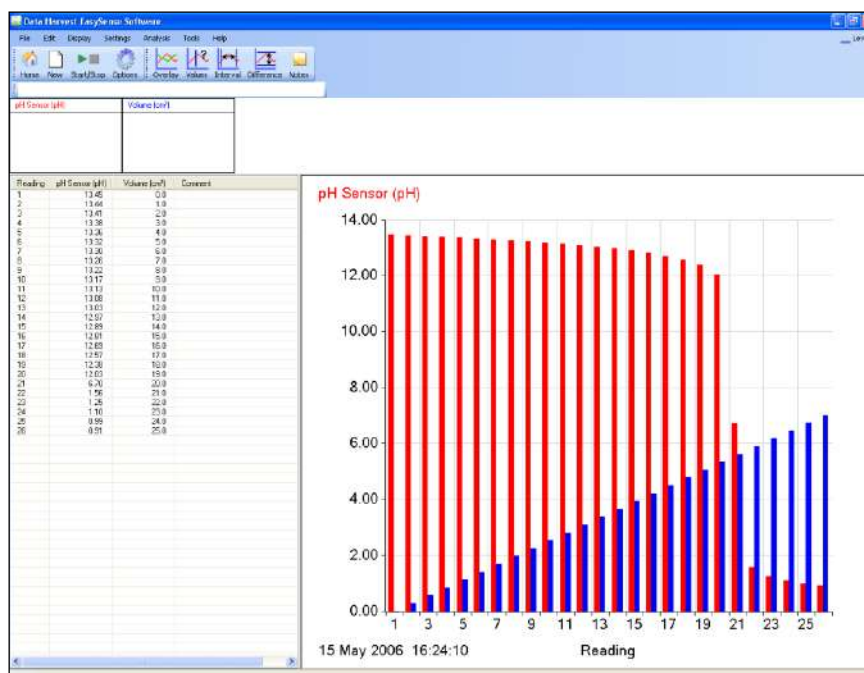 Data Harvest EasySense Software
File Edit Display Settings Analysis Tools Help
Home New Start/Stop Options Overlay Values Interval Difference Notes
pH Sensor (pH) Volume (cm³)
Reading pH Sensor (pH) Volume (cm³) Comment
1 13.45 0.0
2 13.44 1.0
3 13.41 2.0
4 13.38 3.0
5 13.36 4.0
6 13.32 5.0
7 13.30 6.0
8 13.26 7.0
9 13.22 8.0
10 13.17 9.0
11 13.13 10.0
12 13.08 11.0
13 13.03 12.0
14 12.97 13.0
15 12.89 14.0
16 12.81 15.0
17 12.69 16.0
18 12.57 17.0
19 12.38 18.0
20 12.03 19.0
21 6.70 20.0
22 1.56 21.0
23 1.25 22.0
24 1.10 23.0
25 0.99 24.0
26 0.91 25.0
pH Sensor (pH)
14.00
12.00
10.00
8.00
6.00
4.00
2.00
0.00
1 3 5 7 9 11 13 15 17 19 21 23 25
15 May 2006 16:24:10 Reading